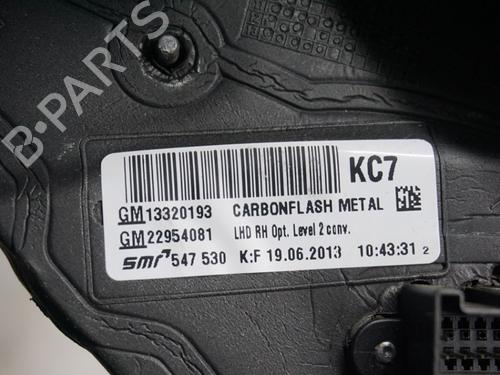 B-PARTS
KC7
GM13320193 CARBONFLASH METAL
GM22954081 LHD RH Opt. Level 2 conv.
smr 547 530 K:F 19.06.2013 10:43:31 2